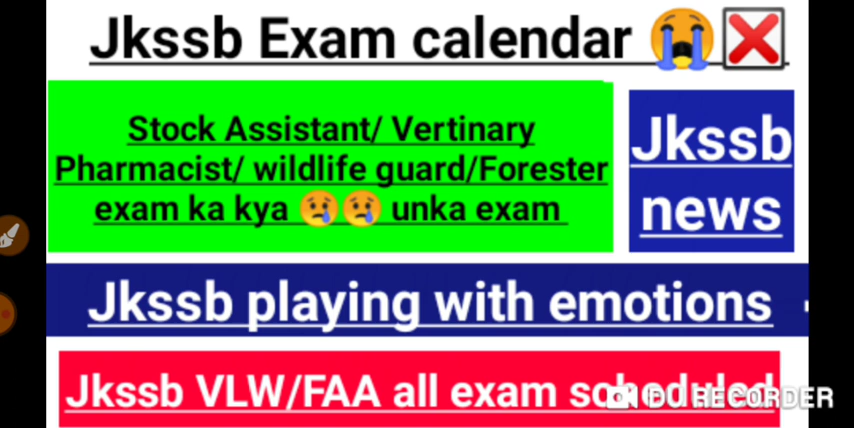 Jkssb Exam calendar 😭❌
Stock Assistant/ Vertinary
Pharmacist/ wildlife guard/Forester
exam ka kya 😢😢 unka exam
Jkssb
news
Jkssb playing with emotions
Jkssb VLW/FAA all exam scheduled
DU RECORDER